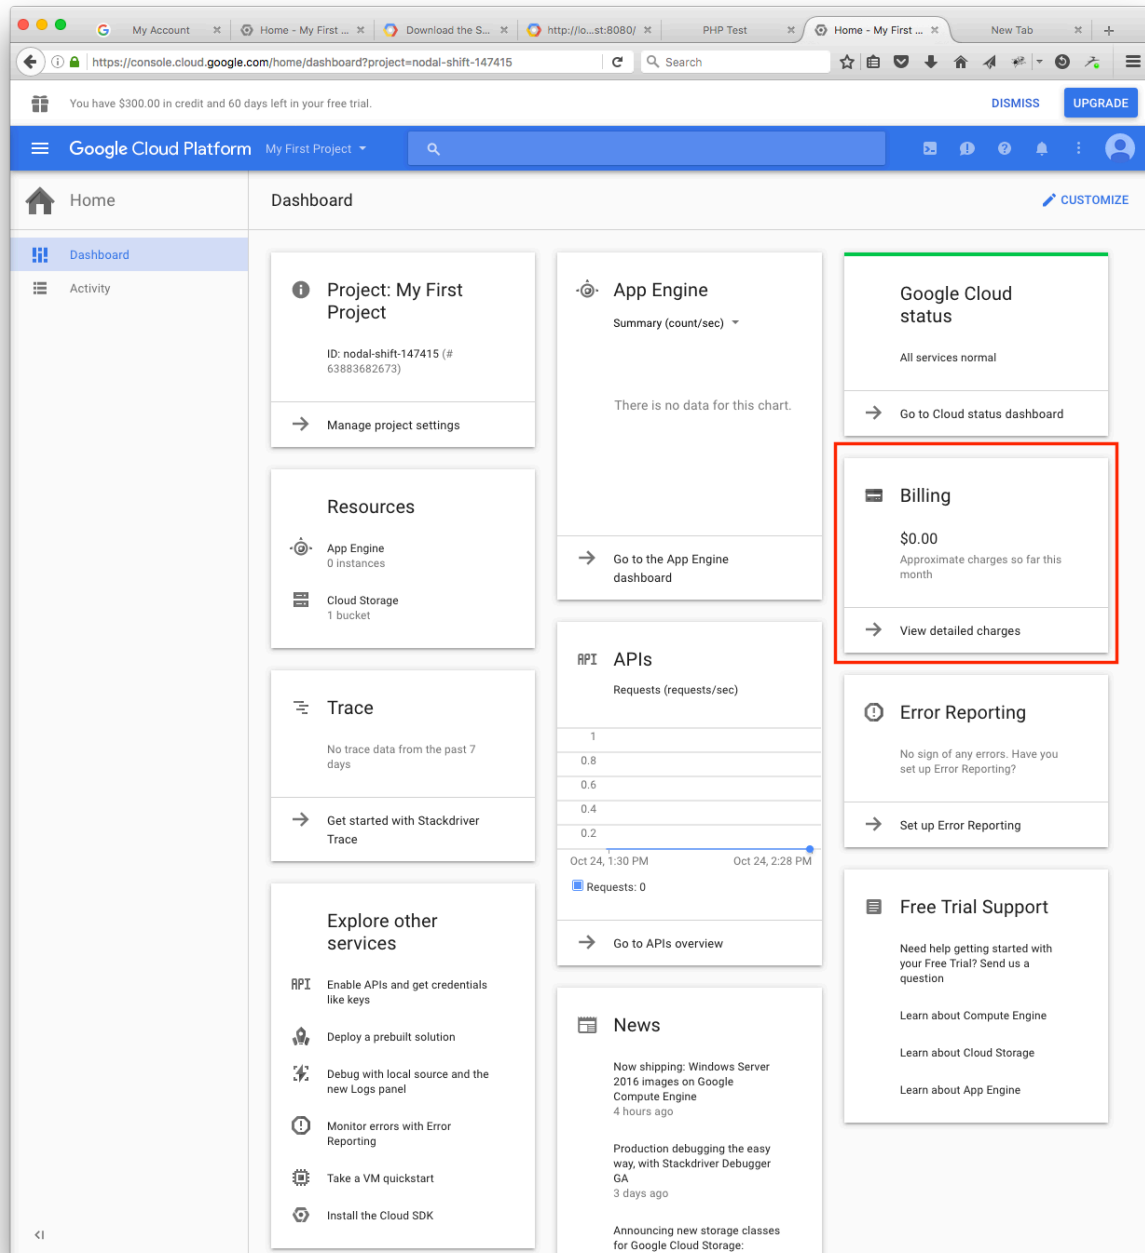 My Account
Home - My First ...
Download the S...
http://lo...st:8080/
PHP Test
Home - My First ...
New Tab
https://console.cloud.google.com/home/dashboard?project=nodal-shift-147415
Search
You have $300.00 in credit and 60 days left in your free trial.
DISMISS
UPGRADE
Google Cloud Platform
My First Project
Home
Dashboard
CUSTOMIZE
Dashboard
Activity
Project: My First
Project
ID: nodal-shift-147415 (#
63883682673)
Manage project settings
Resources
App Engine
0 instances
Cloud Storage
1 bucket
Trace
No trace data from the past 7
days
Get started with Stackdriver
Trace
Explore other
services
API
Enable APIs and get credentials
like keys
Deploy a prebuilt solution
Debug with local source and the
new Logs panel
Monitor errors with Error
Reporting
Take a VM quickstart
Install the Cloud SDK
App Engine
Summary (count/sec)
There is no data for this chart.
Go to the App Engine
dashboard
API
APIs
Requests (requests/sec)
1
0.8
0.6
0.4
0.2
Oct 24, 1:30 PM
Oct 24, 2:28 PM
Requests: 0
Go to APIs overview
News
Now shipping: Windows Server
2016 images on Google
Compute Engine
4 hours ago
Production debugging the easy
way, with Stackdriver Debugger
GA
3 days ago
Announcing new storage classes
for Google Cloud Storage:
Google Cloud
status
All services normal
Go to Cloud status dashboard
Billing
$0.00
Approximate charges so far this
month
View detailed charges
Error Reporting
No sign of any errors. Have you
set up Error Reporting?
Set up Error Reporting
Free Trial Support
Need help getting started with
your Free Trial? Send us a
question
Learn about Compute Engine
Learn about Cloud Storage
Learn about App Engine